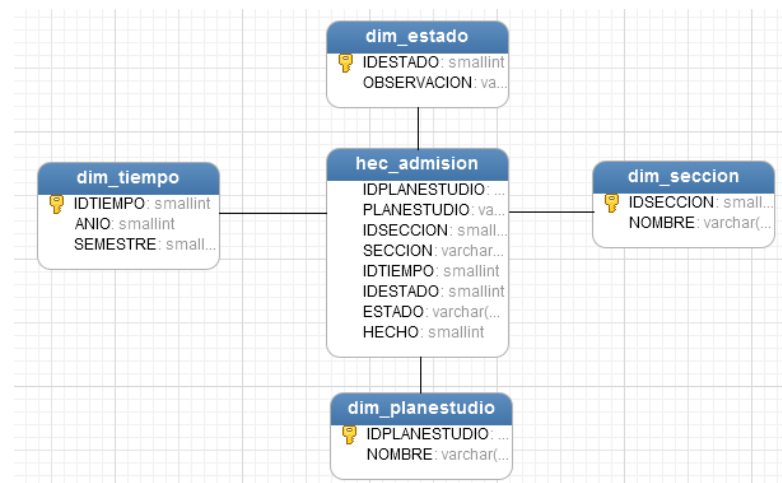 dim_estado
IDESTADO: smallint
OBSERVACION: va...
dim_tiempo
IDTIEMPO: smallint
ANIO: smallint
SEMESTRE: small...
hec_admision
IDPLANESTUDIO: ...
PLANESTUDIO: va...
IDSECCION: small...
SECCION: varchar...
IDTIEMPO: smallint
IDESTADO: smallint
ESTADO: varchar(...
HECHO: smallint
dim_seccion
IDSECCION: small...
NOMBRE: varchar(...
dim_planestudio
IDPLANESTUDIO: ...
NOMBRE: varchar(...